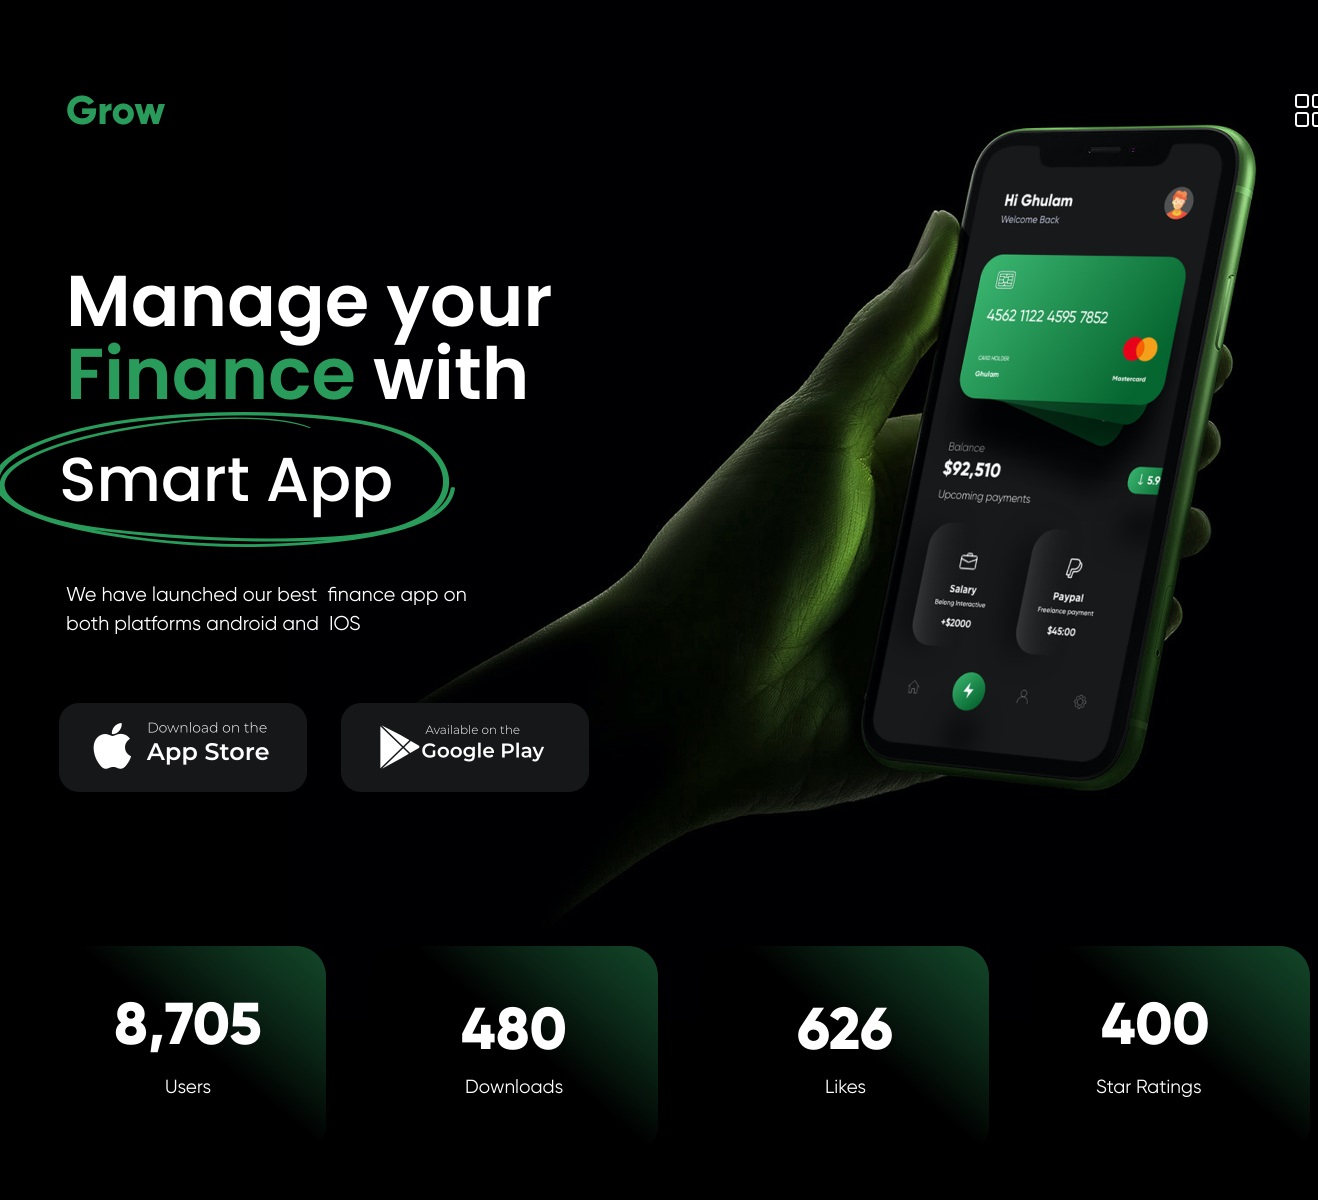 Grow
Manage your
Finance with
Smart App
We have launched our best finance app on
both platforms android and IOS
Download on the
App Store
Available on the
Google Play
Hi Ghulam
Welcome Back
4562 1122 4595 7852
CARD HOLDER
Ghulam
Mastercard
Balance
$92,510
↓ 5.9
Upcoming payments
Salary
Belong Interactive
+$2000
Paypal
Freelance payment
$45:00
8,705
Users
480
Downloads
626
Likes
400
Star Ratings